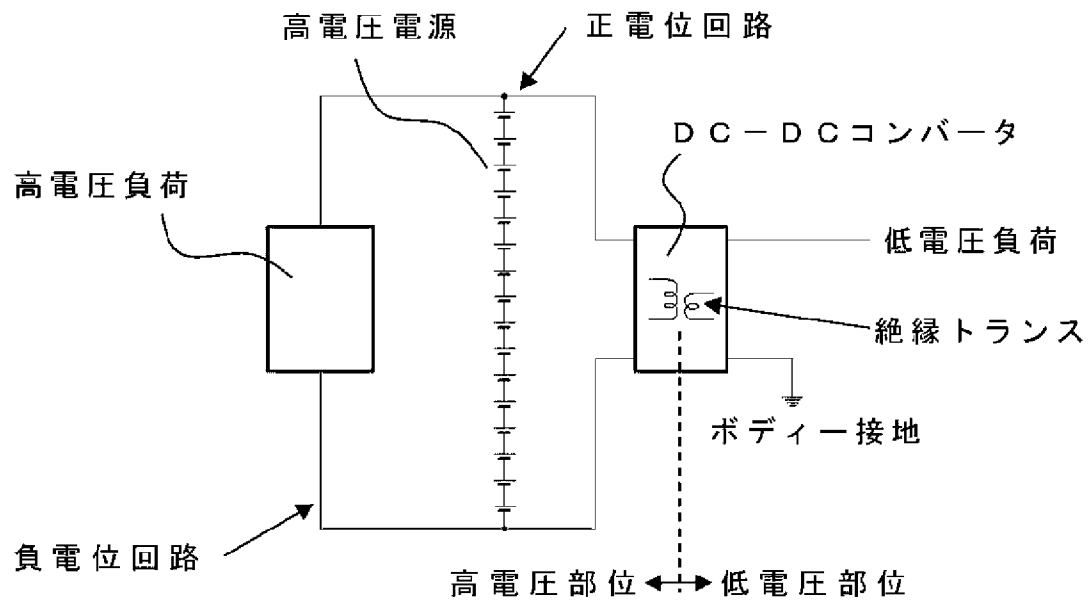 高電圧電源
正電位回路
DC－DCコンバータ
高電圧負荷
低電圧負荷
絶縁トランス
ボディー接地
負電位回路
高電圧部位
低電圧部位